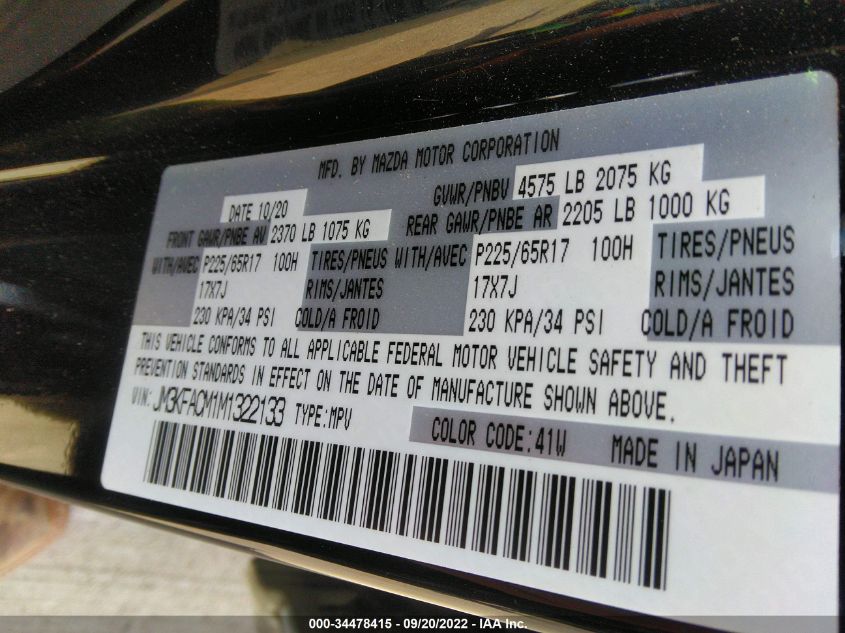 MFD. BY MAZDA MOTOR CORPORATION
DATE 10/20 GVWR/PNBV 4575 LB 2075 KG
FRONT GAWR/PNBE AV 2370 LB 1075 KG REAR GAWR/PNBE AR 2205 LB 1000 KG
WITH/AVEC P225/65R17 100H TIRES/PNEUS WITH/AVEC P225/65R17 100H TIRES/PNEUS
17X7J RIMS/JANTES 17X7J RIMS/JANTES
230 KPA/34 PSI COLD/A FROID 230 KPA/34 PSI COLD/A FROID
THIS VEHICLE CONFORMS TO ALL APPLICABLE FEDERAL MOTOR VEHICLE SAFETY AND THEFT
PREVENTION STANDARDS IN EFFECT ON THE DATE OF MANUFACTURE SHOWN ABOVE.
VIN: JM3KFACM1M1322133 TYPE:MPV
COLOR CODE:41W MADE IN JAPAN
000-34478415 - 09/20/2022 - IAA Inc.